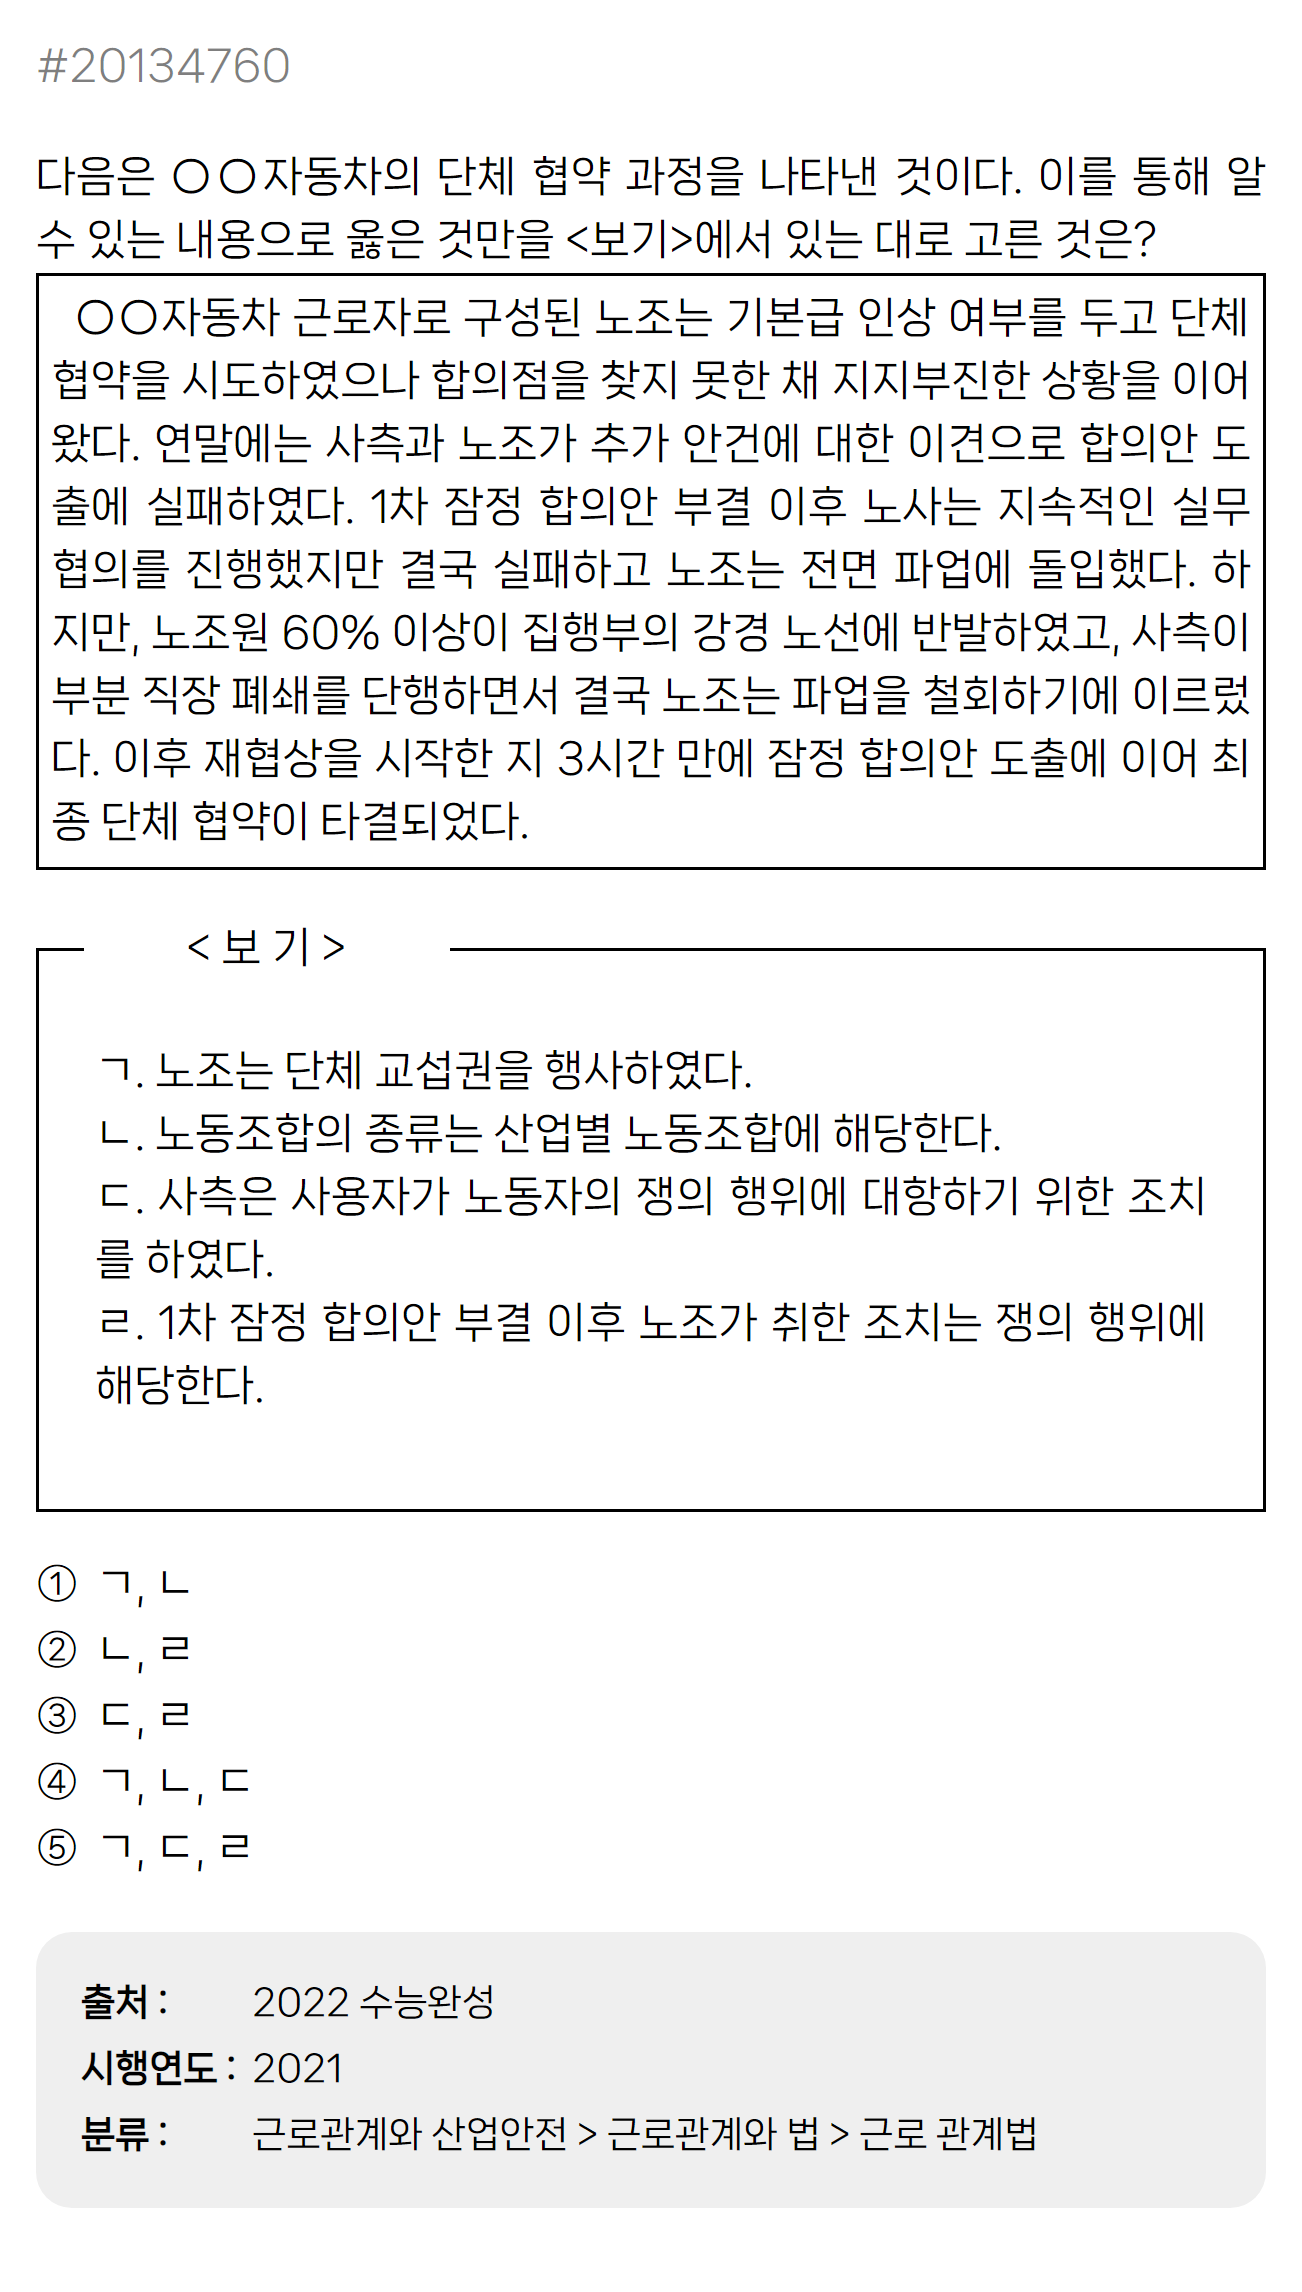 #20134760
다음은 ○○자동차의 단체 협약 과정을 나타낸 것이다. 이를 통해 알
수 있는 내용으로 옳은 것만을 <보기>에서 있는 대로 고른 것은?
○○자동차 근로자로 구성된 노조는 기본급 인상 여부를 두고 단체
협약을 시도하였으나 합의점을 찾지 못한 채 지지부진한 상황을 이어
왔다. 연말에는 사측과 노조가 추가 안건에 대한 이견으로 합의안 도
출에 실패하였다. 1차 잠정 합의안 부결 이후 노사는 지속적인 실무
협의를 진행했지만 결국 실패하고 노조는 전면 파업에 돌입했다. 하
지만, 노조원 60% 이상이 집행부의 강경 노선에 반발하였고, 사측이
부분 직장 폐쇄를 단행하면서 결국 노조는 파업을 철회하기에 이르렀
다. 이후 재협상을 시작한 지 3시간 만에 잠정 합의안 도출에 이어 최
종 단체 협약이 타결되었다.
< 보 기 >
ㄱ. 노조는 단체 교섭권을 행사하였다.
ㄴ. 노동조합의 종류는 산업별 노동조합에 해당한다.
ㄷ. 사측은 사용자가 노동자의 쟁의 행위에 대항하기 위한 조치
를 하였다.
ㄹ. 1차 잠정 합의안 부결 이후 노조가 취한 조치는 쟁의 행위에
해당한다.
① ㄱ, ㄴ
② ㄴ, ㄹ
③ ㄷ, ㄹ
④ ㄱ, ㄴ, ㄷ
⑤ ㄱ, ㄷ, ㄹ
출처 : 2022 수능완성
시행연도 : 2021
분류 : 근로관계와 산업안전 > 근로관계와 법 > 근로 관계법